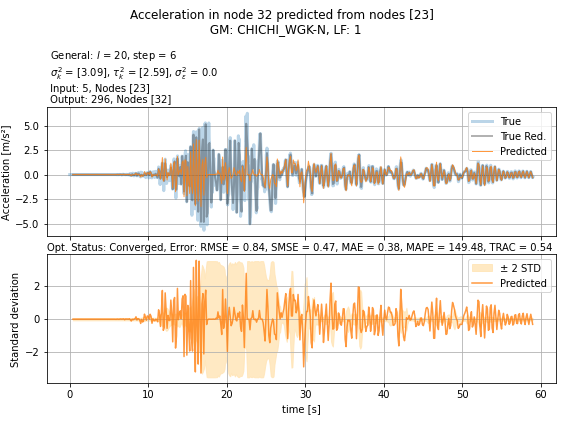 Acceleration in node 32 predicted from nodes [23]
GM: CHICHI_WGK-N, LF: 1
General: l = 20, step = 6
σ²ₖ = [3.09], τ²ₖ = [2.59], σ²ε = 0.0
Input: 5, Nodes [23]
Output: 296, Nodes [32]
Acceleration [m/s²]
5.0
2.5
0.0
−2.5
−5.0
True
True Red.
Predicted
Opt. Status: Converged, Error: RMSE = 0.84, SMSE = 0.47, MAE = 0.38, MAPE = 149.48, TRAC = 0.54
Standard deviation
2
0
−2
± 2 STD
Predicted
0 10 20 30 40 50 60
time [s]